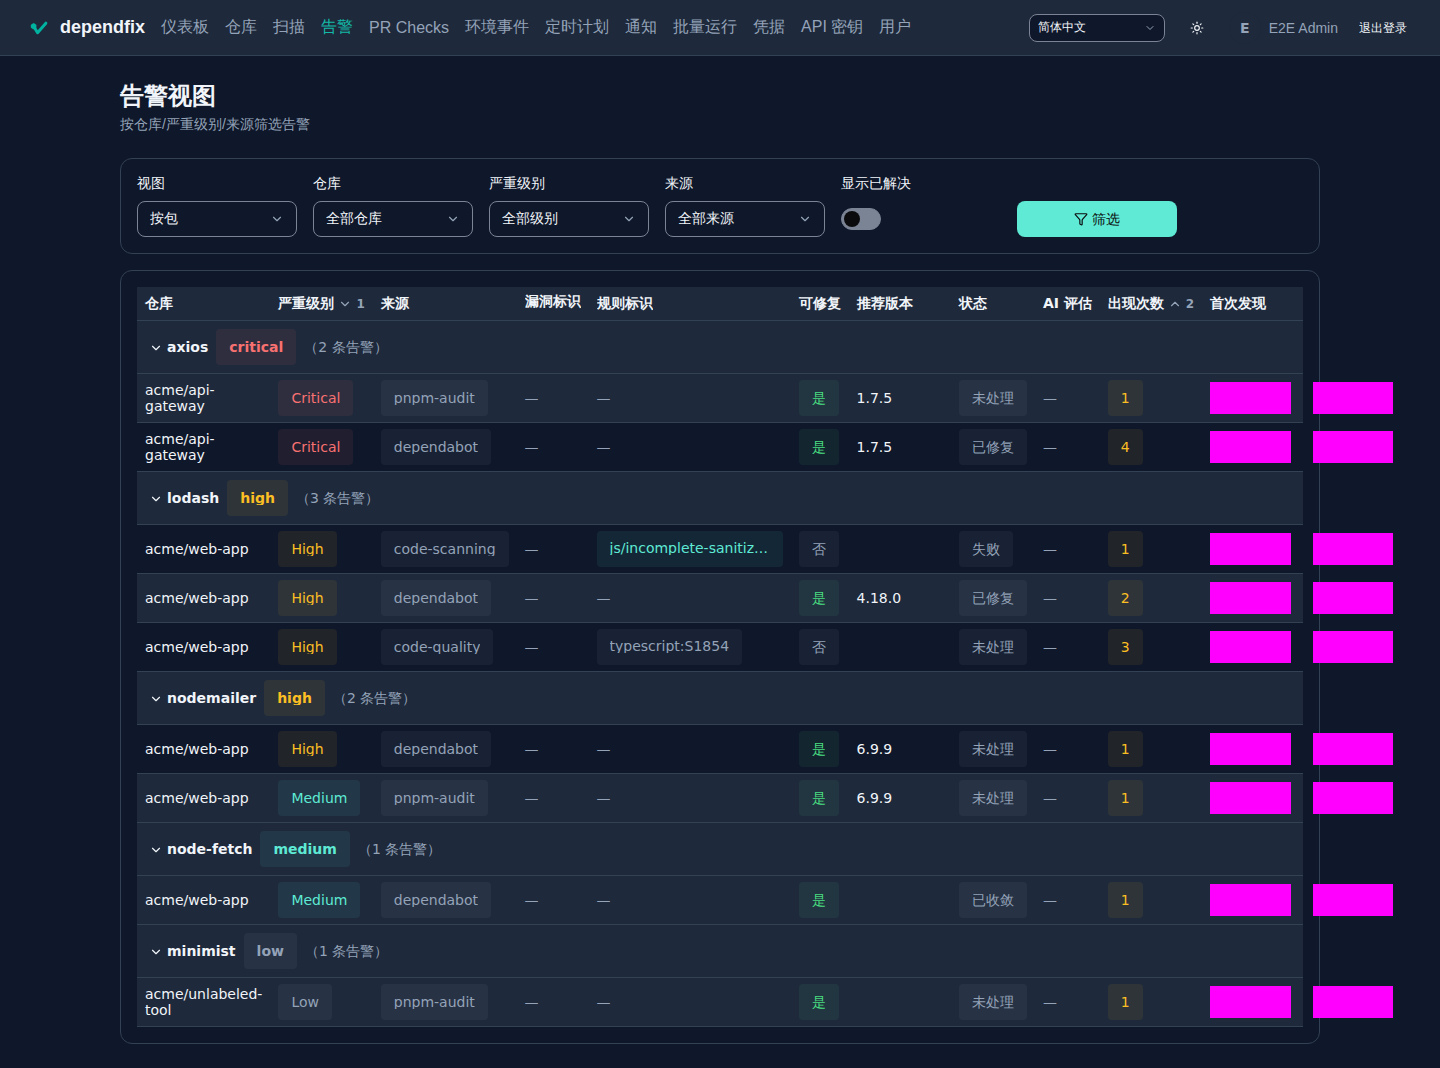 dependfix 仪表板 仓库 扫描 告警 PR Checks 环境事件 定时计划 通知 批量运行 凭据 API 密钥 用户 简体中文 E E2E Admin 退出登录
告警视图
按仓库/严重级别/来源筛选告警
视图 仓库 严重级别 来源 显示已解决
按包 全部仓库 全部级别 全部来源 筛选
仓库 严重级别 1 来源 漏洞标识 规则标识 可修复 推荐版本 状态 AI 评估 出现次数 2 首次发现
axios critical （2 条告警）
acme/api-gateway Critical pnpm-audit — — 是 1.7.5 未处理 — 1
acme/api-gateway Critical dependabot — — 是 1.7.5 已修复 — 4
lodash high （3 条告警）
acme/web-app High code-scanning — js/incomplete-sanitiz... 否 失败 — 1
acme/web-app High dependabot — — 是 4.18.0 已修复 — 2
acme/web-app High code-quality — typescript:S1854 否 未处理 — 3
nodemailer high （2 条告警）
acme/web-app High dependabot — — 是 6.9.9 未处理 — 1
acme/web-app Medium pnpm-audit — — 是 6.9.9 未处理 — 1
node-fetch medium （1 条告警）
acme/web-app Medium dependabot — — 是 已收敛 — 1
minimist low （1 条告警）
acme/unlabeled-tool Low pnpm-audit — — 是 未处理 — 1